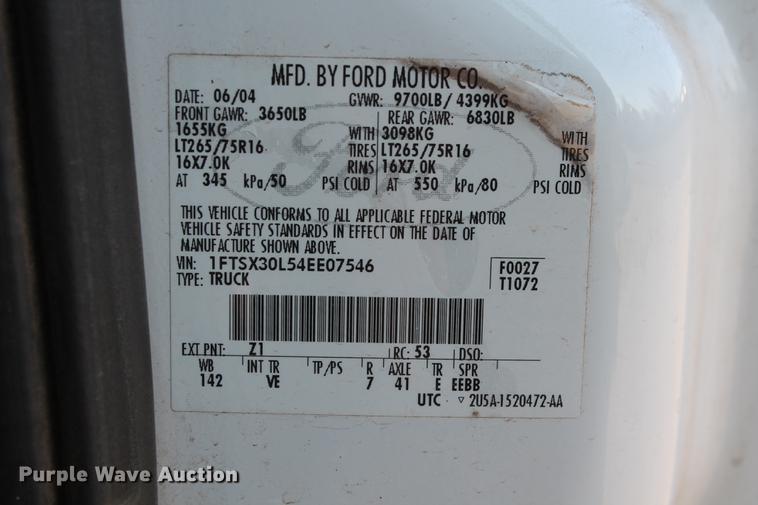 MFD. BY FORD MOTOR CO.
DATE: 06/04 GVWR: 9700LB/ 4399KG
FRONT GAWR: 3650LB REAR GAWR: 6830LB
1655KG WITH 3098KG WITH
LT265/75R16 TIRES LT265/75R16 TIRES
16X7.0K RIMS 16X7.0K RIMS
AT 345 kPa/50 PSI COLD AT 550 kPa/80 PSI COLD
Ford
THIS VEHICLE CONFORMS TO ALL APPLICABLE FEDERAL MOTOR
VEHICLE SAFETY STANDARDS IN EFFECT ON THE DATE OF
MANUFACTURE SHOWN ABOVE.
VIN: 1FTSX30L54EE07546 F0027
TYPE: TRUCK T1072
EXT PNT: Z1 RC: 53 DSO:
WB INT TR TP/PS R AXLE TR SPR
142 VE 7 41 E EEBB
UTC ▽ 2U5A-1520472-AA
Purple Wave Auction